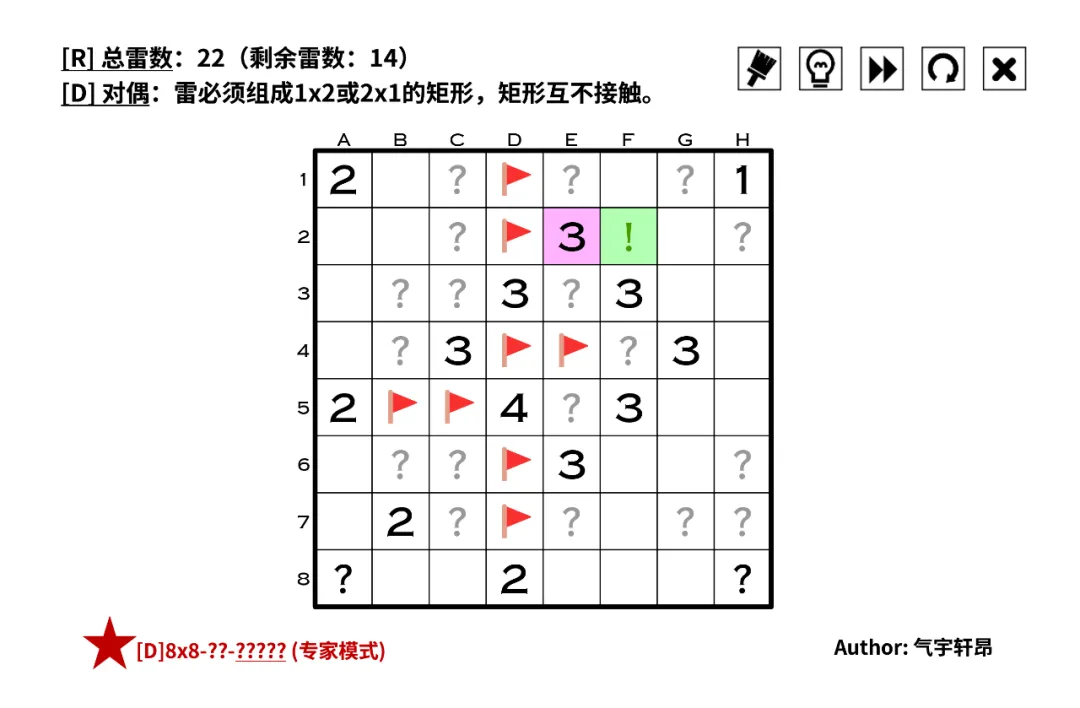 [R] 总雷数：22（剩余雷数：14）
[D] 对偶：雷必须组成1x2或2x1的矩形，矩形互不接触。
A B C D E F G H
1 2 ? ? ? 1
2 ? 3 ! ?
3 ? ? 3 ? 3
4 ? 3 ? 3
5 2 4 ? 3
6 ? ? 3 ?
7 2 ? ? ? ?
8 ? 2 ?
[D]8x8-??-????? (专家模式)
Author: 气宇轩昂